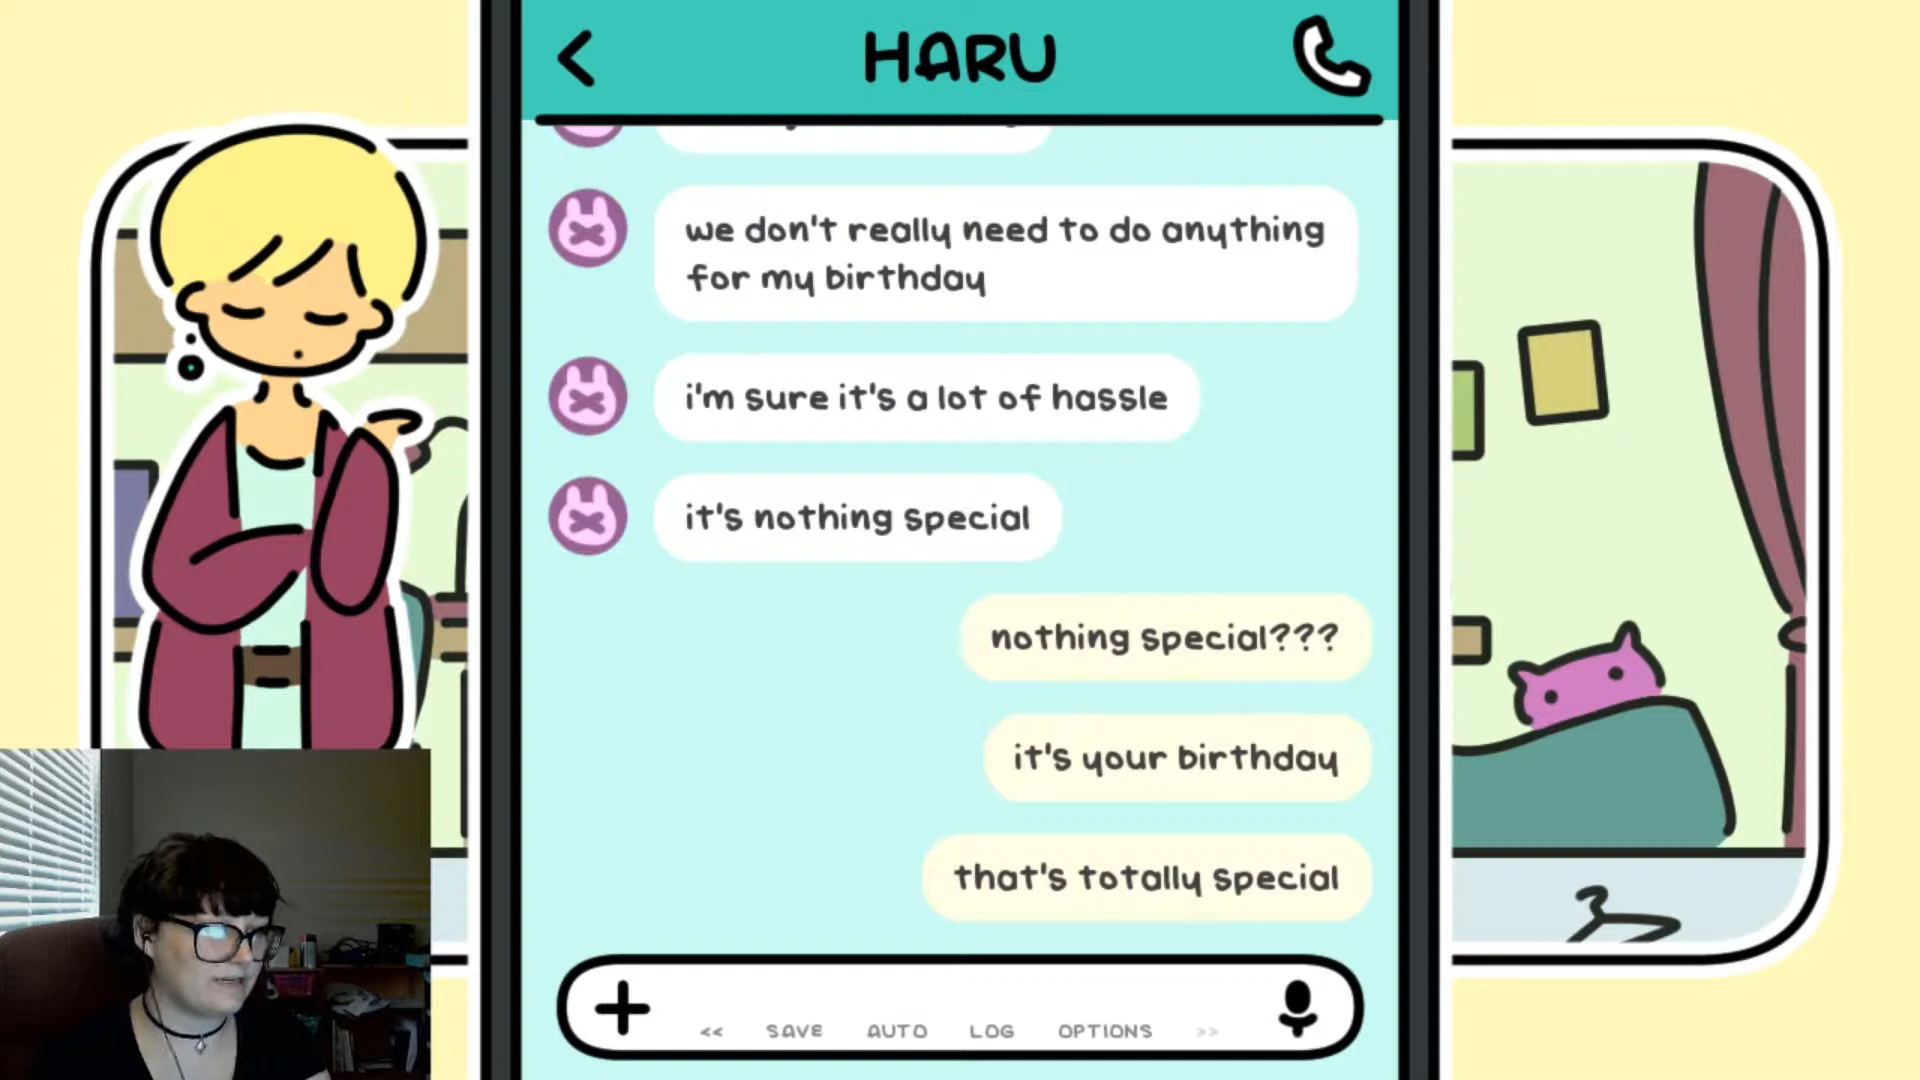 HARU
we don't really need to do anything
for my birthday
i'm sure it's a lot of hassle
it's nothing special
nothing special???
it's your birthday
that's totally special
<< SAVE AUTO LOG OPTIONS >>